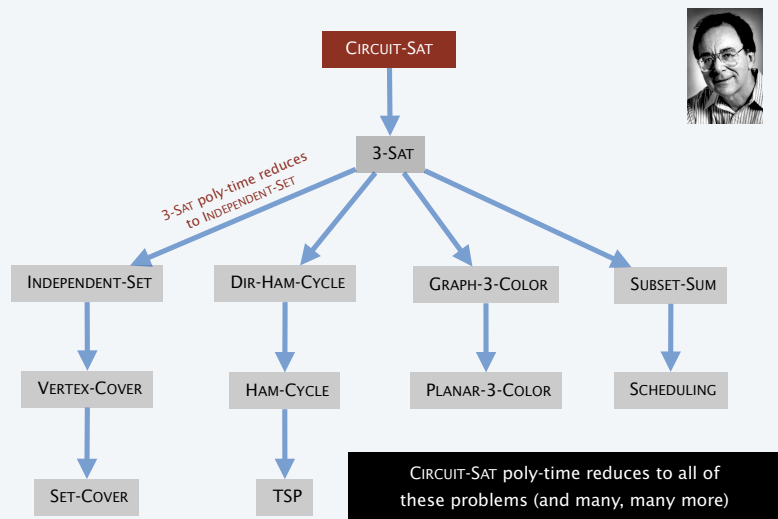 CIRCUIT-SAT
3-SAT
3-SAT poly-time reduces
to INDEPENDENT-SET
INDEPENDENT-SET
DIR-HAM-CYCLE
GRAPH-3-COLOR
SUBSET-SUM
VERTEX-COVER
HAM-CYCLE
PLANAR-3-COLOR
SCHEDULING
SET-COVER
TSP
CIRCUIT-SAT poly-time reduces to all of
these problems (and many, many more)